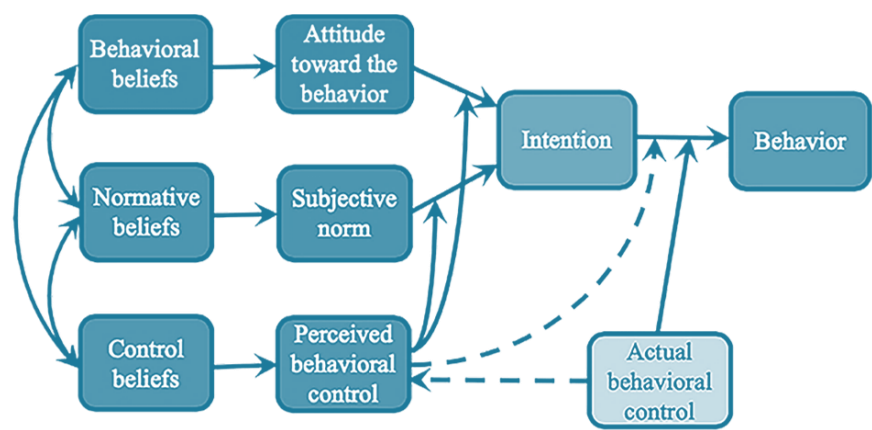 Behavioral
beliefs
Attitude
toward the
behavior
Intention
Behavior
Normative
beliefs
Subjective
norm
Control
beliefs
Perceived
behavioral
control
Actual
behavioral
control